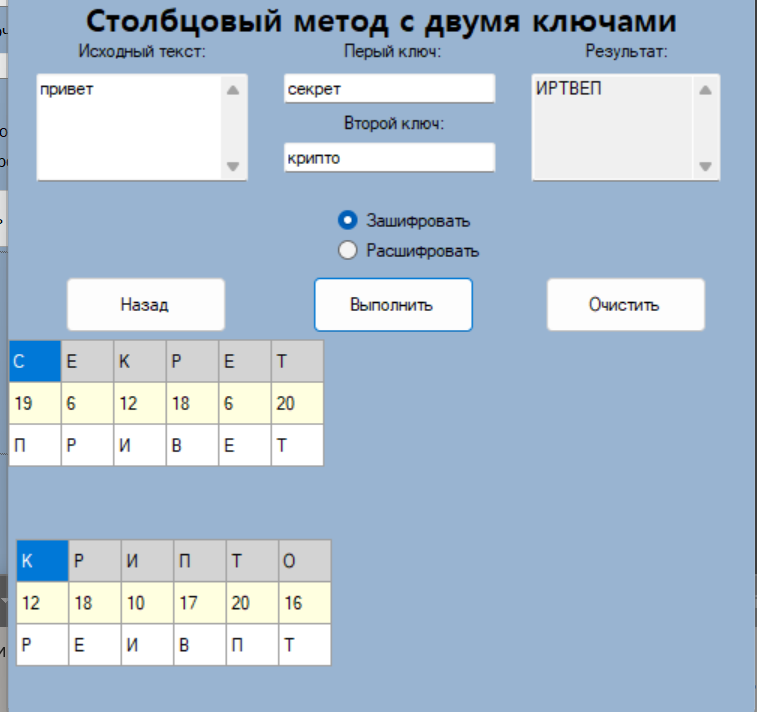 Столбцовый метод с двумя ключами
Исходный текст: Перый ключ: Результат:
привет секрет ИРТВЕП
Второй ключ:
крипто
Зашифровать
Расшифровать
Назад Выполнить Очистить
С Е К Р Е Т
19 6 12 18 6 20
П Р И В Е Т
К Р И П Т О
12 18 10 17 20 16
Р Е И В П Т